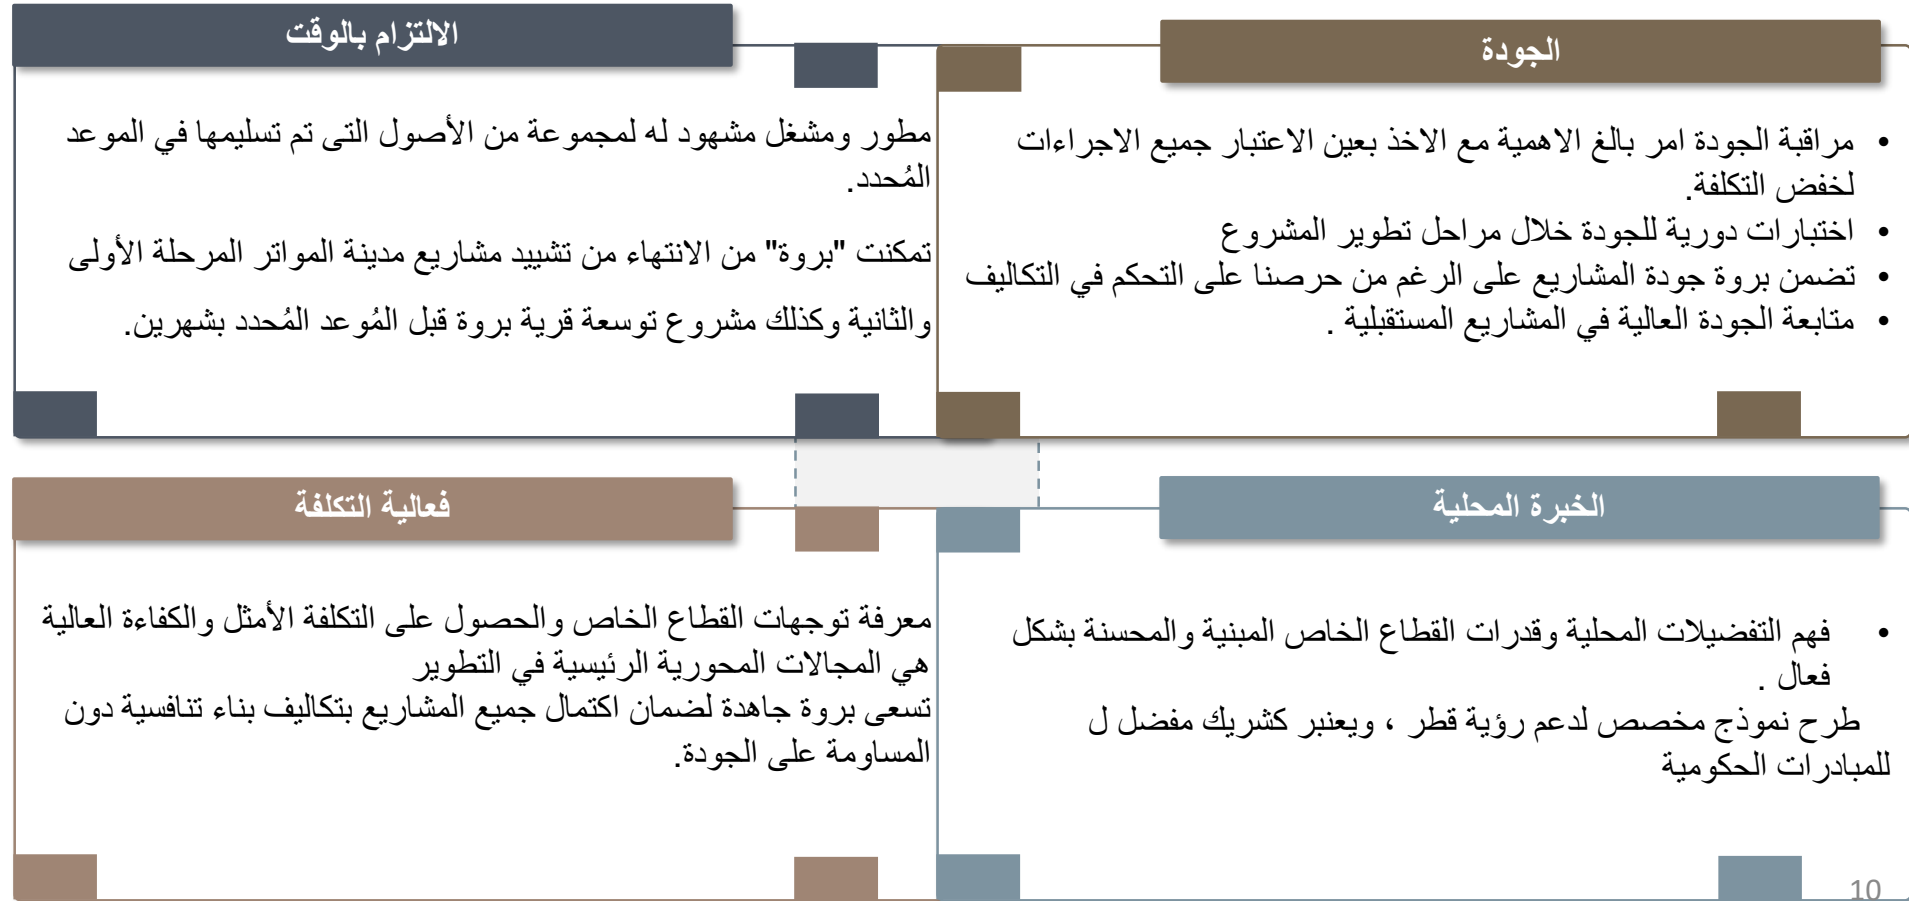 الجودة
• مراقبة الجودة امر بالغ الاهمية مع الاخذ بعين الاعتبار جميع الاجراءات
لخفض التكلفة.
• اختبارات دورية للجودة خلال مراحل تطوير المشروع
• تضمن بروة جودة المشاريع على الرغم من حرصنا على التحكم في التكاليف
• متابعة الجودة العالية في المشاريع المستقبلية .
الالتزام بالوقت
مطور ومشغل مشهود له لمجموعة من الأصول التى تم تسليمها في الموعد
المُحدد.
تمكنت "بروة" من الانتهاء من تشييد مشاريع مدينة المواتر المرحلة الأولى
والثانية وكذلك مشروع توسعة قرية بروة قبل المُوعد المُحدد بشهرين.
الخبرة المحلية
• فهم التفضيلات المحلية وقدرات القطاع الخاص المبنية والمحسنة بشكل
فعال .
طرح نموذج مخصص لدعم رؤية قطر ، ويعنبر كشريك مفضل ل
للمبادرات الحكومية
فعالية التكلفة
معرفة توجهات القطاع الخاص والحصول على التكلفة الأمثل والكفاءة العالية
هي المجالات المحورية الرئيسية في التطوير
تسعى بروة جاهدة لضمان اكتمال جميع المشاريع بتكاليف بناء تنافسية دون
المساومة على الجودة.
10